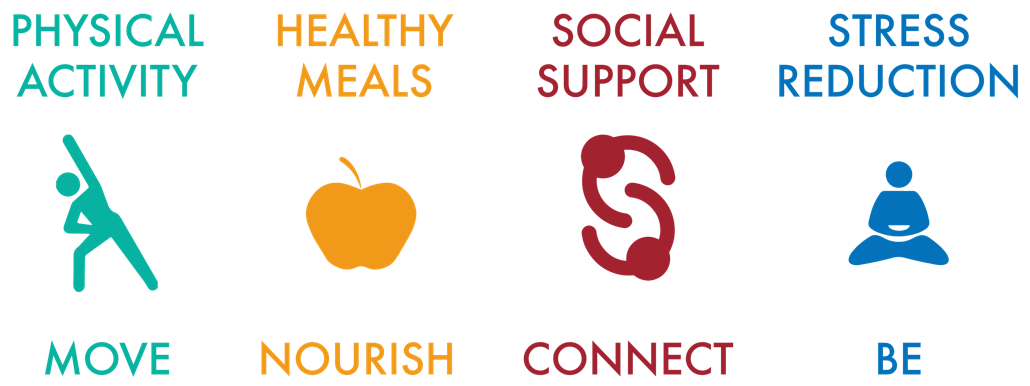 PHYSICAL
ACTIVITY
HEALTHY
MEALS
SOCIAL
SUPPORT
STRESS
REDUCTION
MOVE
NOURISH
CONNECT
BE